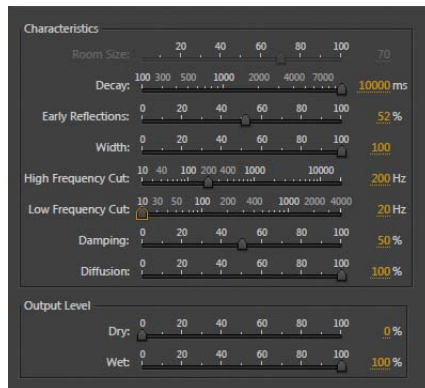 Characteristics
0 20 40 60 80 100
Room Size: 70
100 300 500 1000 2000 4000 7000
Decay: 10000 ms
0 20 40 60 80 100
Early Reflections: 52 %
0 20 40 60 80 100
Width: 100
10 40 100 200 400 1000 10000
High Frequency Cut: 200 Hz
10 30 50 100 200 400 1000 2000 4000
Low Frequency Cut: 20 Hz
0 20 40 60 80 100
Damping: 50 %
0 20 40 60 80 100
Diffusion: 100 %
Output Level
0 20 40 60 80 100
Dry: 0 %
0 20 40 60 80 100
Wet: 100 %